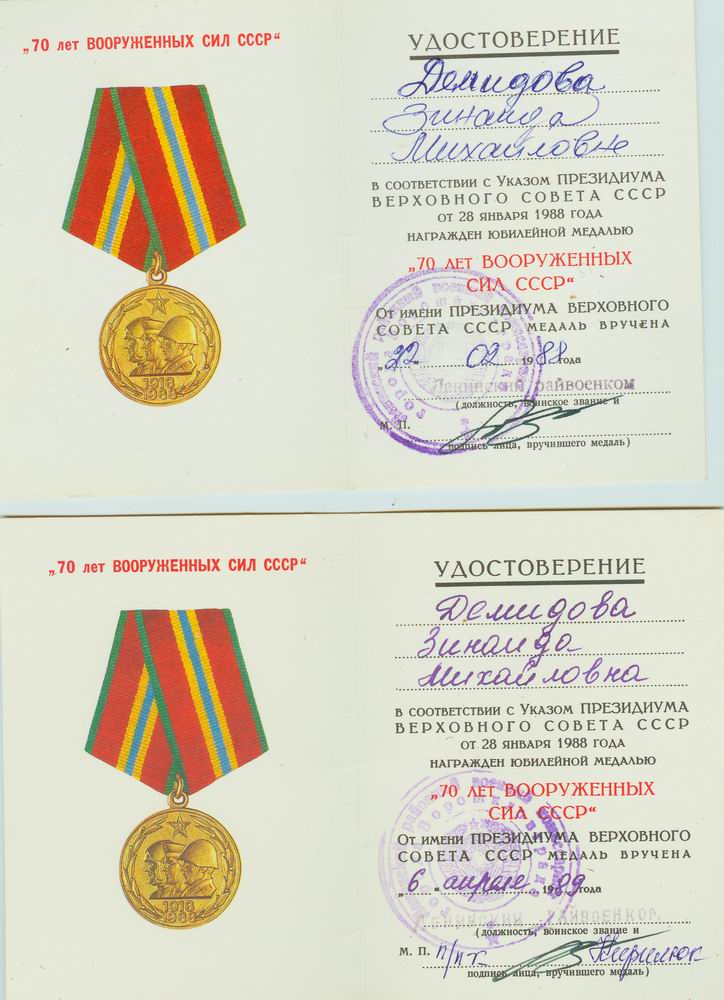 „70 лет ВООРУЖЕННЫХ СИЛ СССР“
1918
1988
УДОСТОВЕРЕНИЕ
Демидова
Зинаида
Михайловне
в соответствии с Указом ПРЕЗИДИУМА
ВЕРХОВНОГО СОВЕТА СССР
от 28 января 1988 года
НАГРАЖДЕН ЮБИЛЕЙНОЙ МЕДАЛЬЮ
„70 ЛЕТ ВООРУЖЕННЫХ
СИЛ СССР“
От имени ПРЕЗИДИУМА ВЕРХОВНОГО
СОВЕТА СССР МЕДАЛЬ ВРУЧЕНА
„22“ 02 1988 года
Ленинский райвоенком
(должность, воинское звание и
М. П.
подпись лица, вручившего медаль)
„70 лет ВООРУЖЕННЫХ СИЛ СССР“
1918
1988
УДОСТОВЕРЕНИЕ
Демидова
Зинаида
Михайловна
в соответствии с Указом ПРЕЗИДИУМА
ВЕРХОВНОГО СОВЕТА СССР
от 28 января 1988 года
НАГРАЖДЕН ЮБИЛЕЙНОЙ МЕДАЛЬЮ
„70 ЛЕТ ВООРУЖЕННЫХ
СИЛ СССР“
От имени ПРЕЗИДИУМА ВЕРХОВНОГО
СОВЕТА СССР МЕДАЛЬ ВРУЧЕНА
„6“ апреля 1989 года
ЛЕНИНСКИЙ РАЙВОЕНКОМ
(должность, воинское звание и
М. П. п/п-к Кирилюк
подпись лица, вручившего медаль)